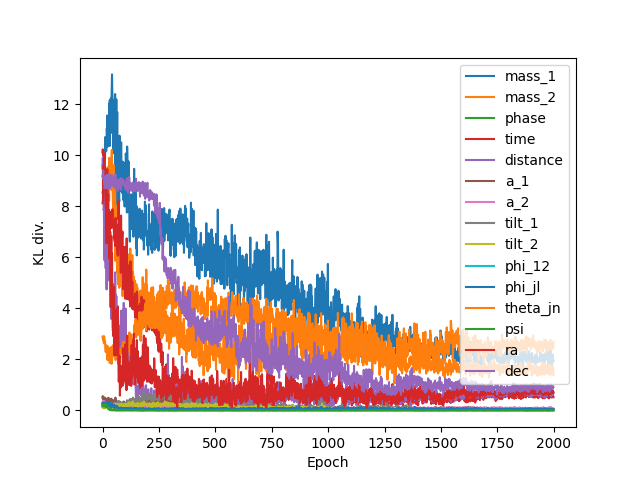 12
10
8
6
4
2
0
KL div.
0
250
500
750
1000
1250
1500
1750
2000
Epoch
mass_1
mass_2
phase
time
distance
a_1
a_2
tilt_1
tilt_2
phi_12
phi_jl
theta_jn
psi
ra
dec